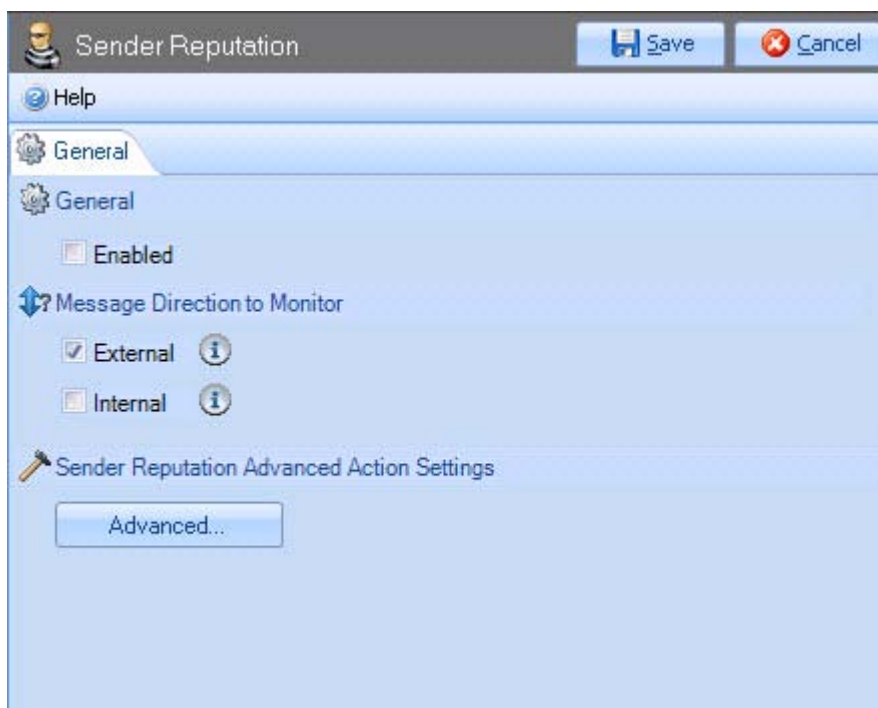 Sender Reputation
Save
Cancel
Help
General
General
Enabled
Message Direction to Monitor
External
Internal
Sender Reputation Advanced Action Settings
Advanced...